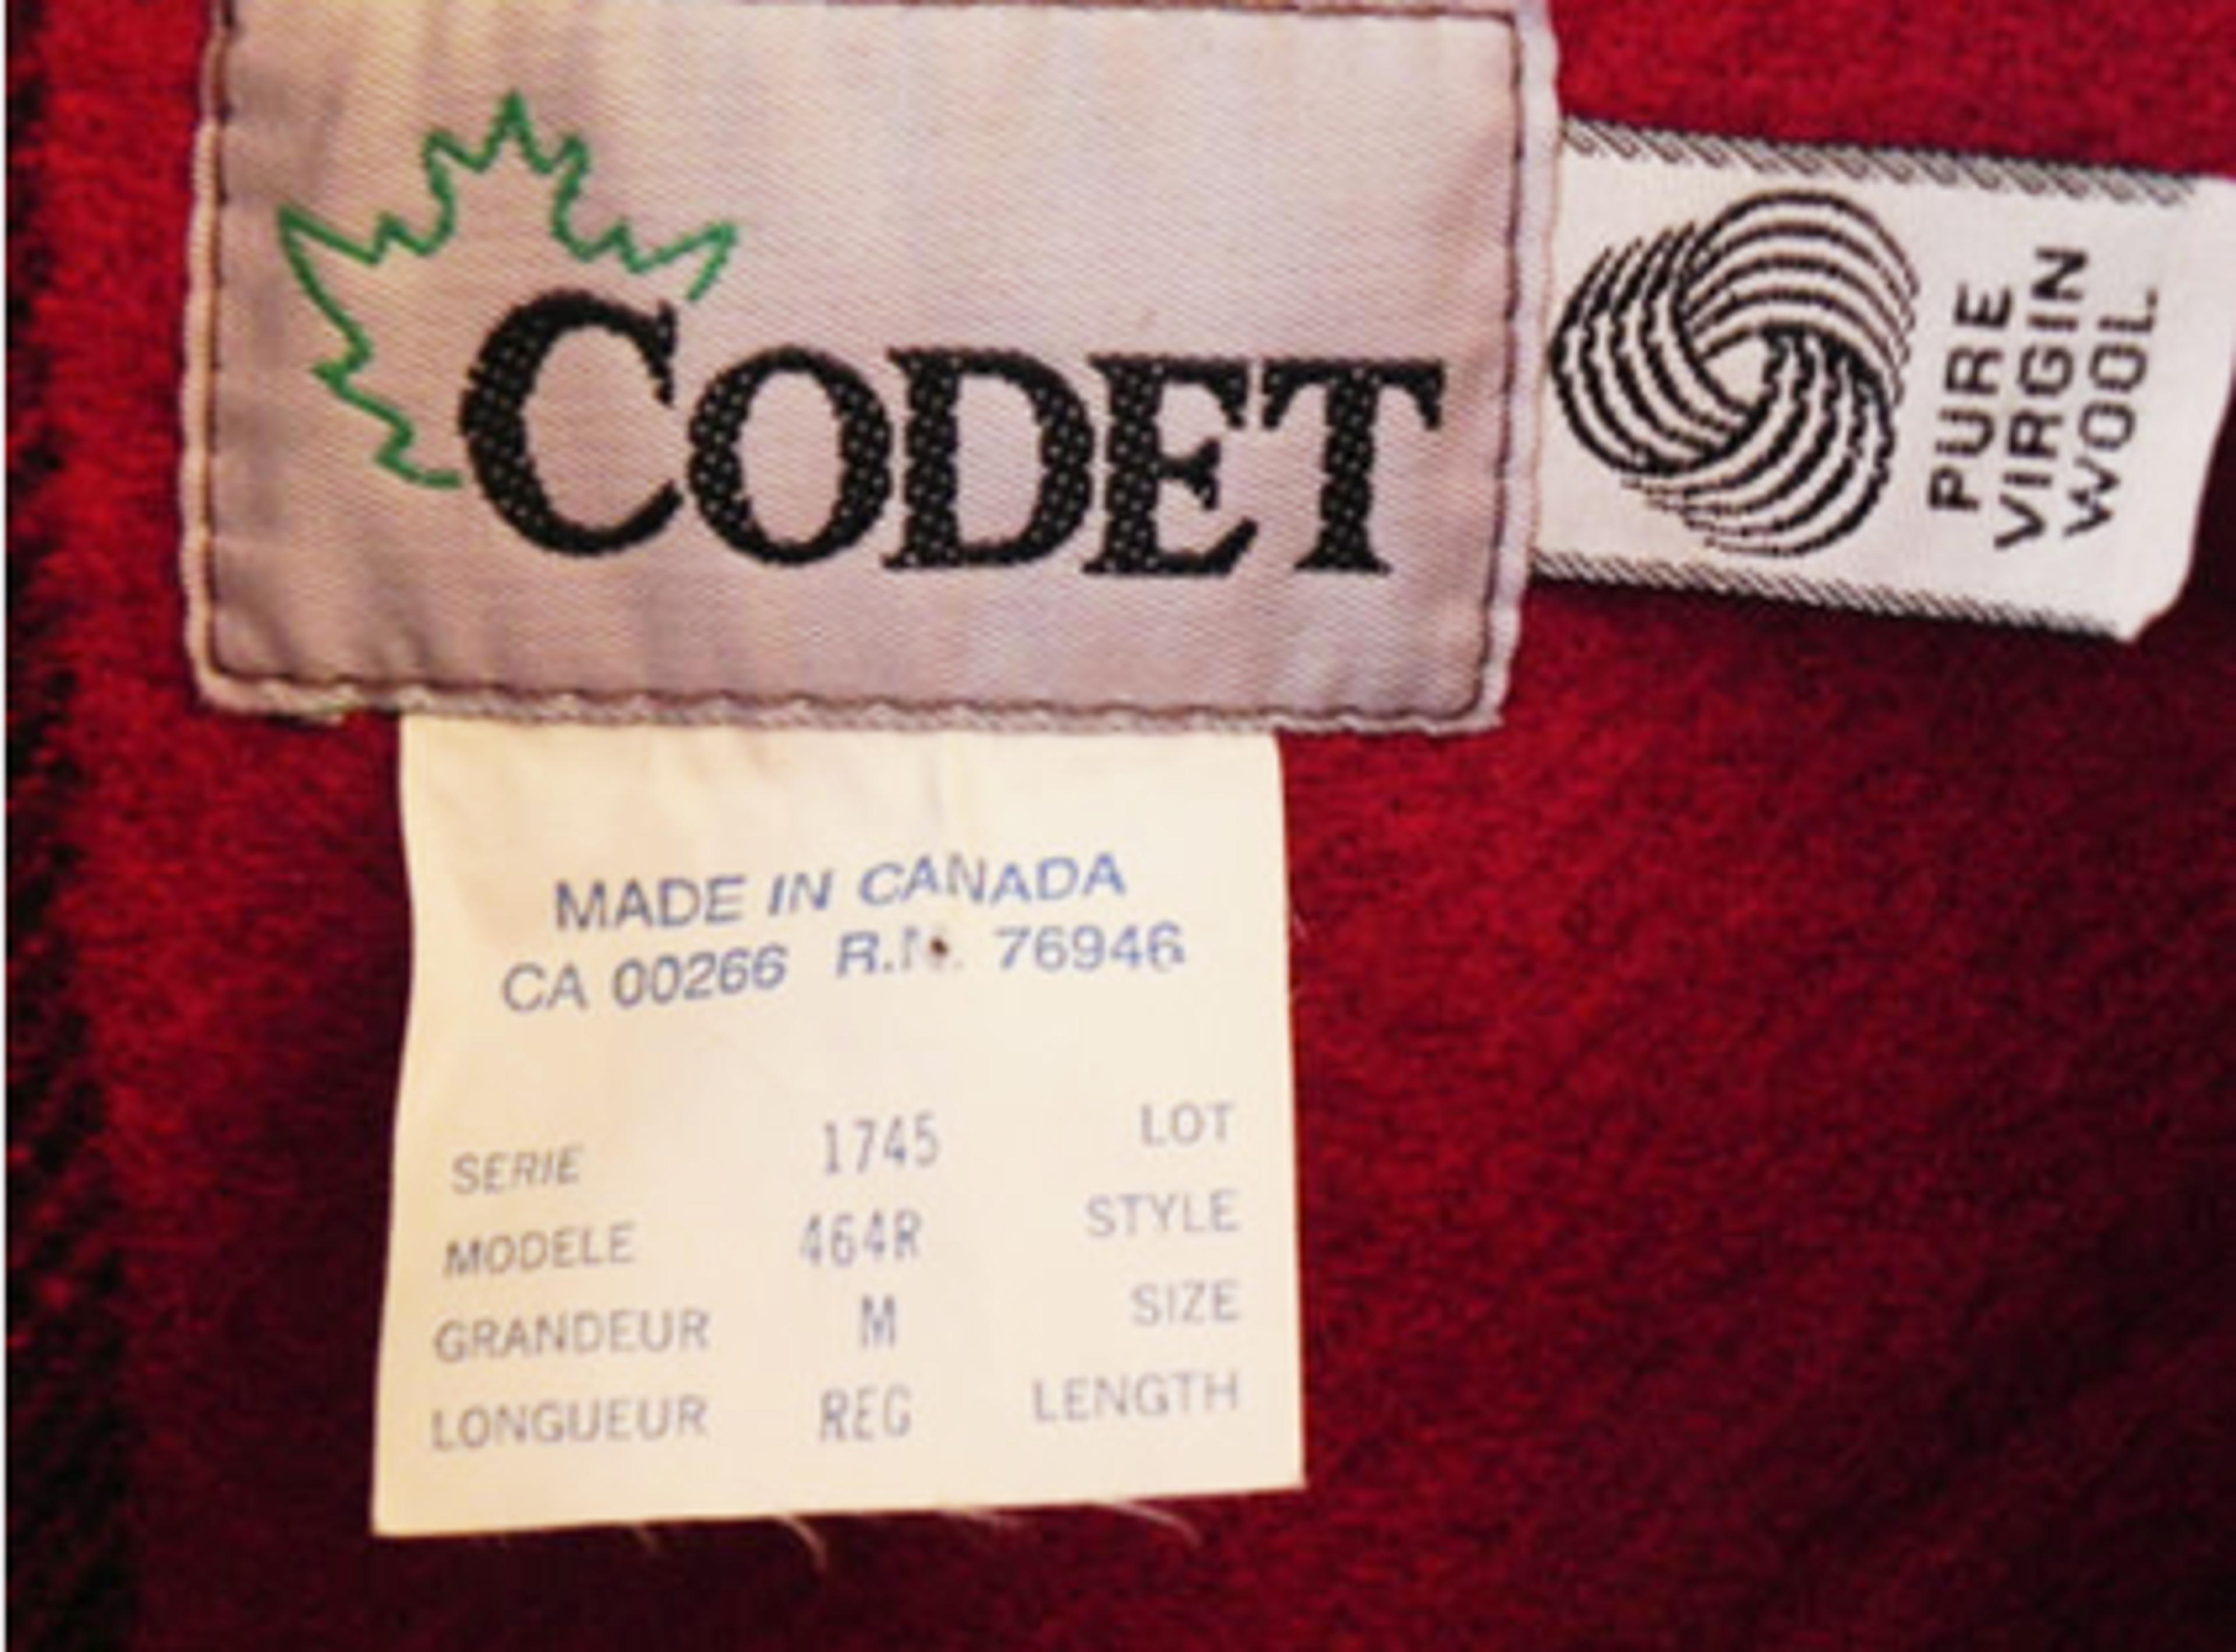 CODET
PURE
VIRGIN
WOOL
MADE IN CANADA
CA 00266 R.N. 76946
SERIE 1745 LOT
MODELE 464R STYLE
GRANDEUR M SIZE
LONGUEUR REG LENGTH